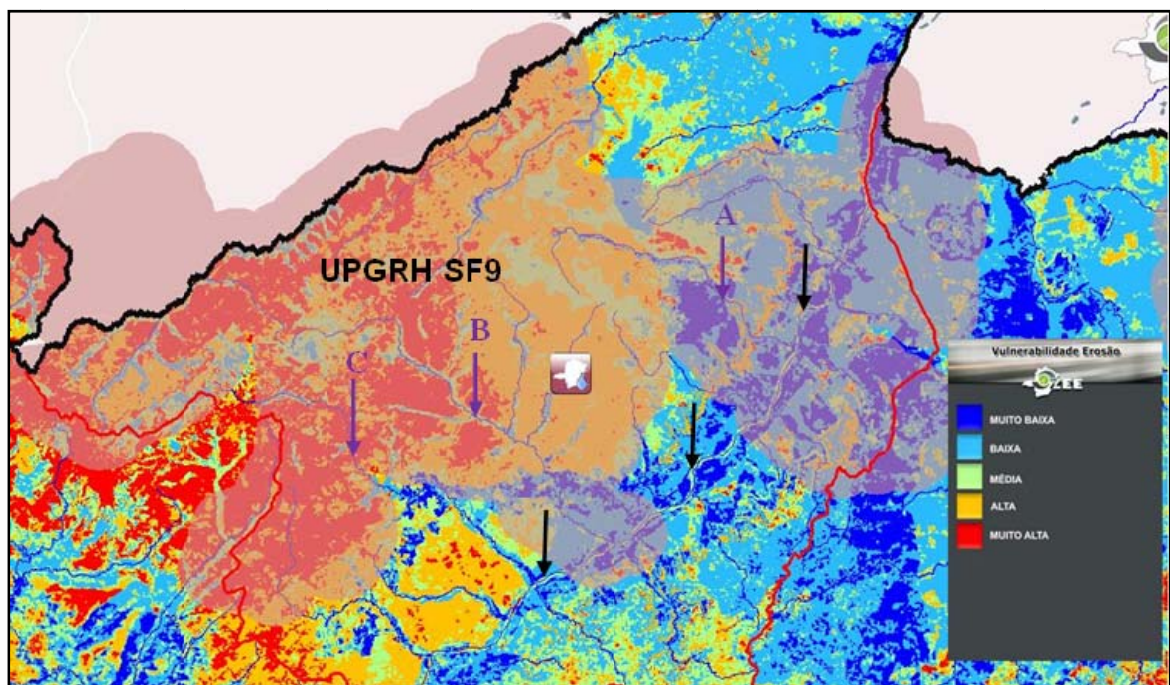 UPGRH SF9
A
B
C
Vulnerabilidade Erosão
ZEE
MUITO BAIXA
BAIXA
MÉDIA
ALTA
MUITO ALTA